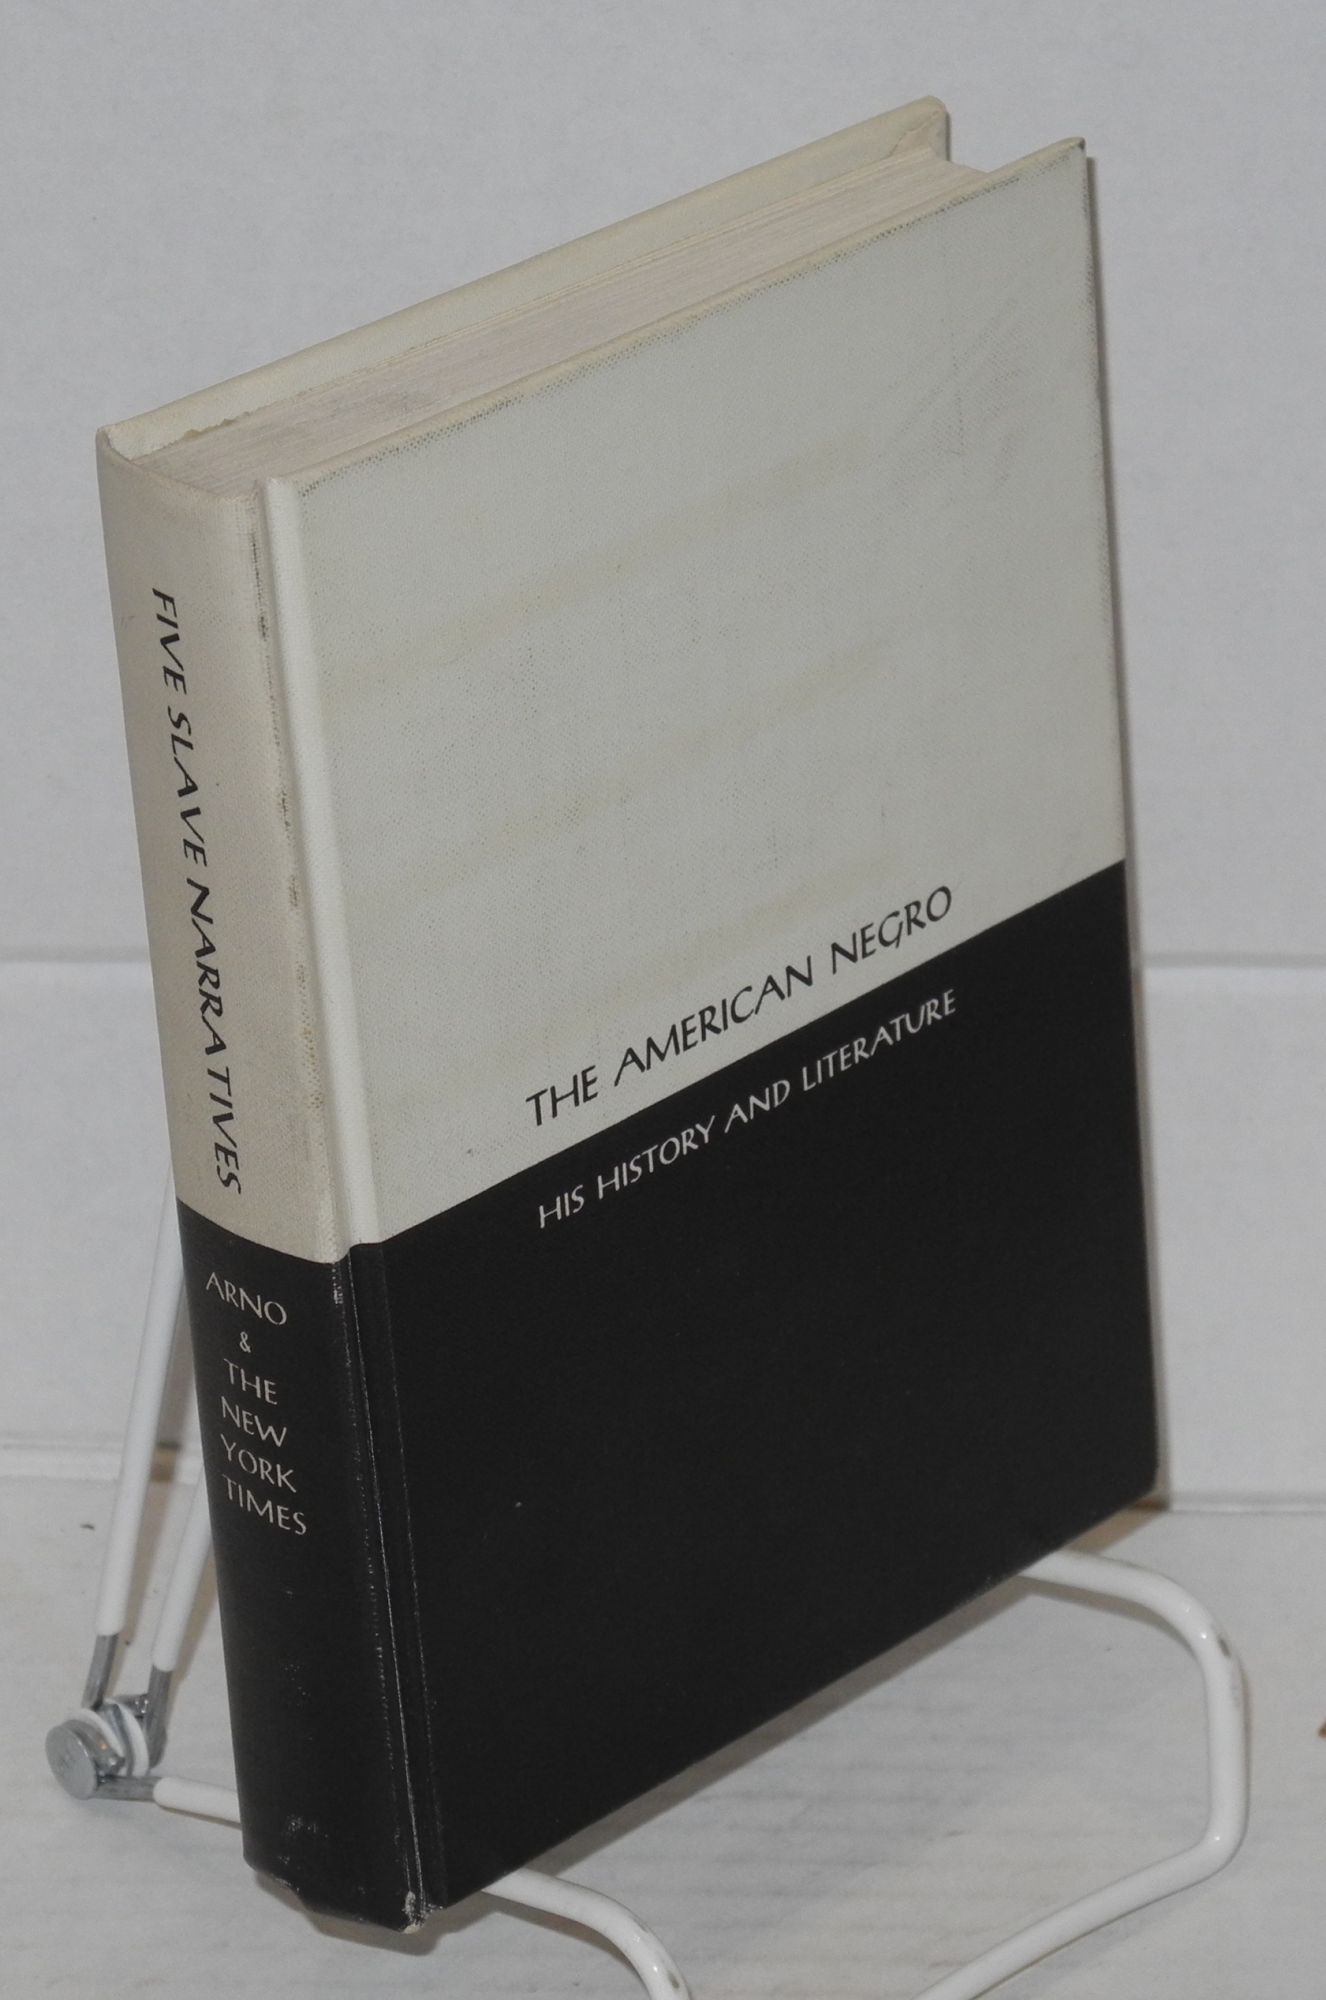 FIVE SLAVE NARRATIVES
ARNO
&
THE
NEW
YORK
TIMES
THE AMERICAN NEGRO
HIS HISTORY AND LITERATURE